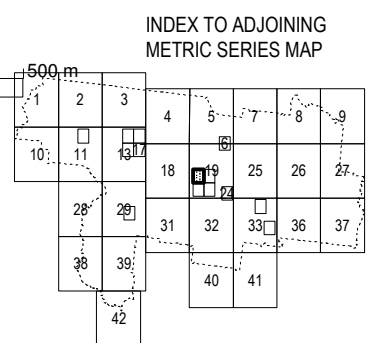 INDEX TO ADJOINING
METRIC SERIES MAP
500 m
1 2 3
4 5 7 8 9
6
10 11 13 17
18 19 25 26 27
24
28 29
31 32 33 36 37
38 39
40 41
42